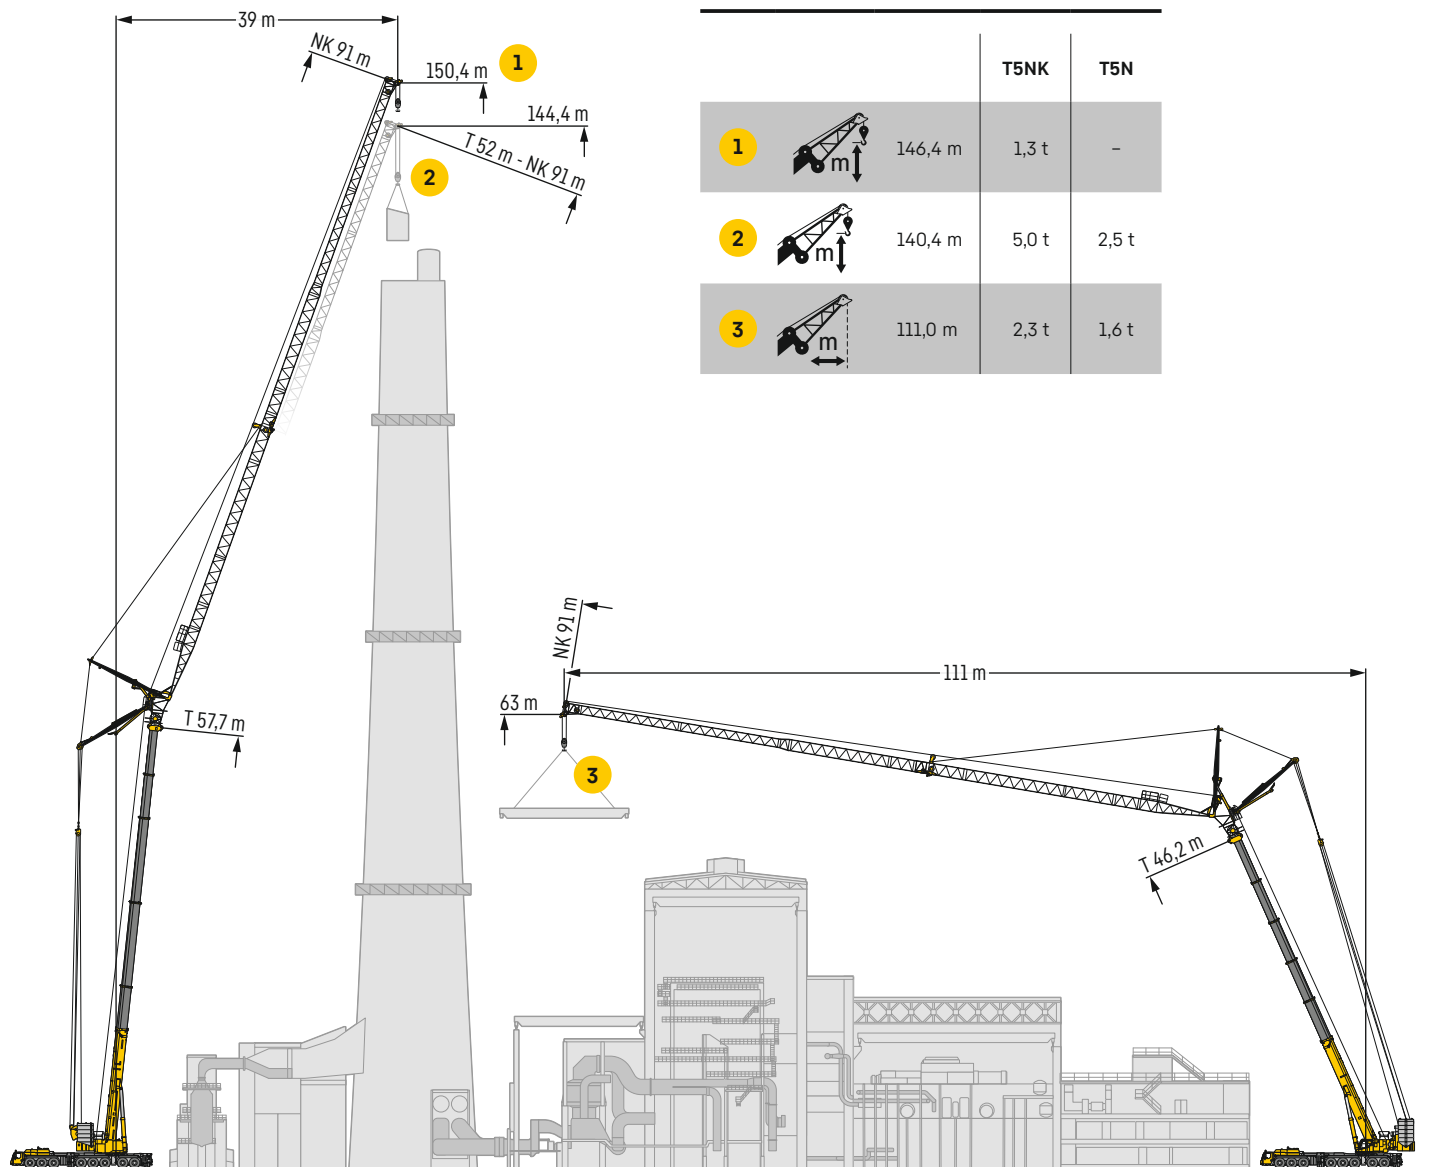 39 m
NK 91 m
150,4 m
1
144,4 m
T 52 m - NK 91 m
2
T 57,7 m
T5NK T5N
1 m 146,4 m 1,3 t –
2 m 140,4 m 5,0 t 2,5 t
3 m 111,0 m 2,3 t 1,6 t
NK 91 m
111 m
63 m
3
T 46,2 m